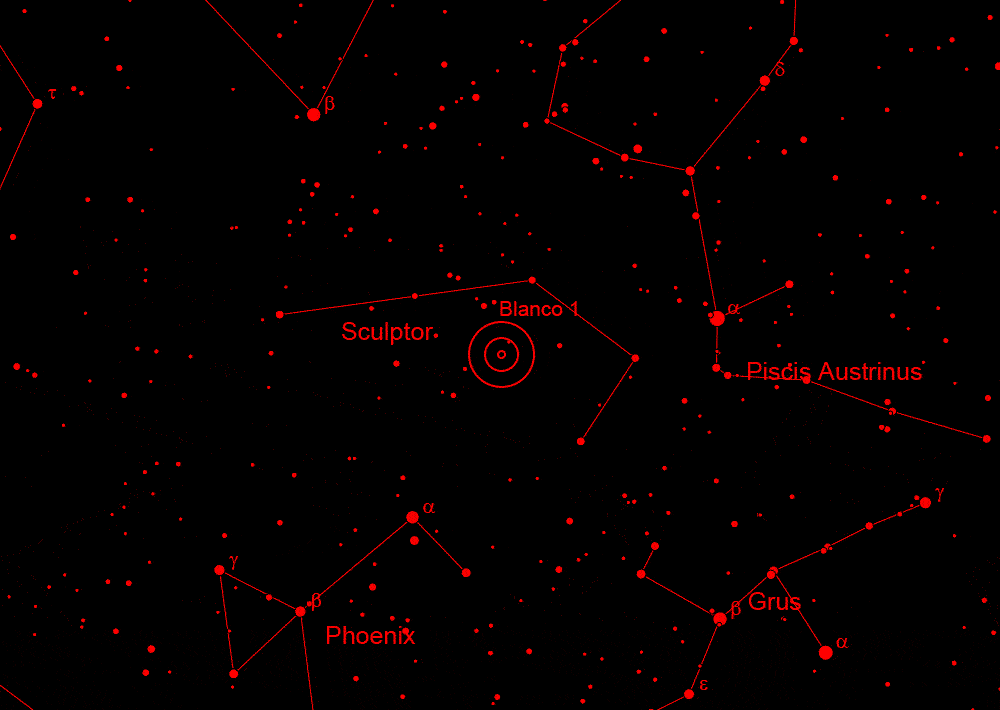 δ
τ
β
ε
α
Blanco 1
Sculptor
Piscis Austrinus
γ
α
γ
β
β
Grus
Phoenix
α
ε